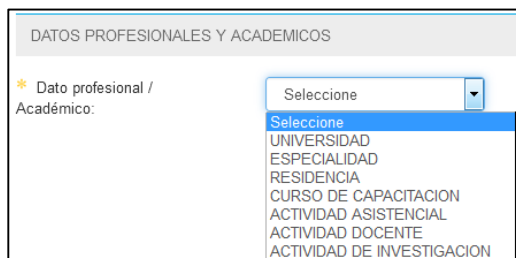 DATOS PROFESIONALES Y ACADEMICOS
* Dato profesional /
Académico:
Seleccione
Seleccione
UNIVERSIDAD
ESPECIALIDAD
RESIDENCIA
CURSO DE CAPACITACION
ACTIVIDAD ASISTENCIAL
ACTIVIDAD DOCENTE
ACTIVIDAD DE INVESTIGACION